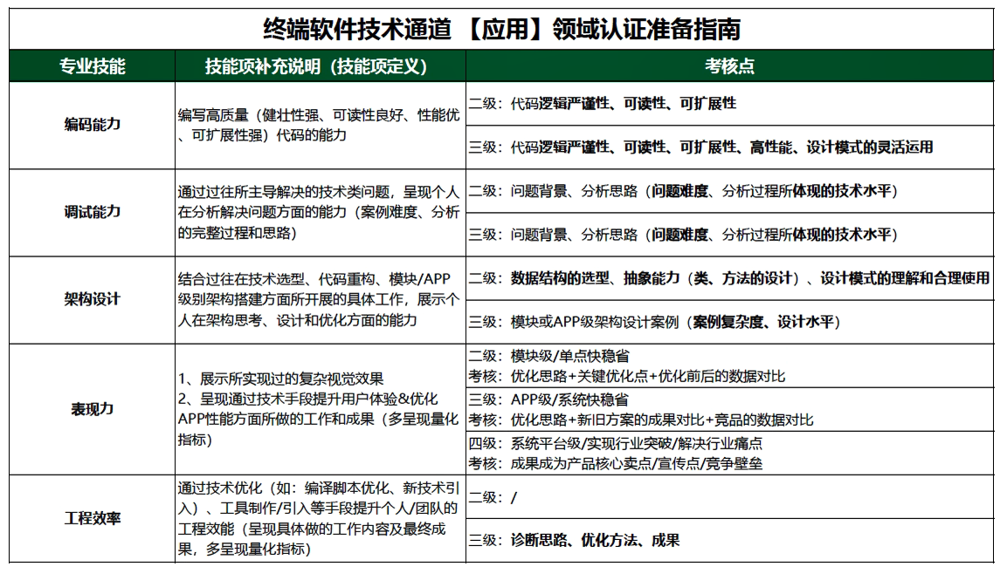 终端软件技术通道 【应用】领域认证准备指南
专业技能
技能项补充说明（技能项定义）
考核点
编码能力
编写高质量（健壮性强、可读性良好、性能优
、可扩展性强）代码的能力
二级：代码逻辑严谨性、可读性、可扩展性
三级：代码逻辑严谨性、可读性、可扩展性、高性能、设计模式的灵活运用
调试能力
通过过往所主导解决的技术类问题，呈现个人
在分析解决问题方面的能力（案例难度、分析
的完整过程和思路）
二级：问题背景、分析思路（问题难度、分析过程所体现的技术水平）
三级：问题背景、分析思路（问题难度、分析过程所体现的技术水平）
架构设计
结合过往在技术选型、代码重构、模块/APP
级别架构搭建方面所开展的具体工作，展示个
人在架构思考、设计和优化方面的能力
二级：数据结构的选型、抽象能力（类、方法的设计）、设计模式的理解和合理使用
三级：模块或APP级架构设计案例（案例复杂度、设计水平）
表现力
1、展示所实现过的复杂视觉效果
2、呈现通过技术手段提升用户体验&优化
APP性能方面所做的工作和成果（多呈现量化
指标）
二级：模块级/单点快稳省
考核：优化思路+关键优化点+优化前后的数据对比
三级：APP级/系统快稳省
考核：优化思路+新旧方案的成果对比+竞品的数据对比
四级：系统平台级/实现行业突破/解决行业痛点
考核：成果成为产品核心卖点/宣传点/竞争壁垒
工程效率
通过技术优化（如：编译脚本优化、新技术引
入）、工具制作/引入等手段提升个人/团队的
工程效能（呈现具体做的工作内容及最终成
果，多呈现量化指标）
二级：/
三级：诊断思路、优化方法、成果